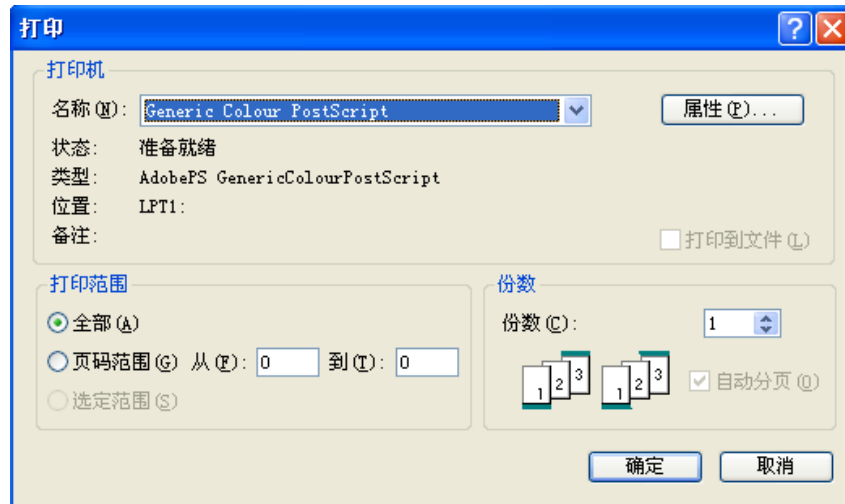 打印
打印机
名称(N): Generic Colour PostScript 属性(P)...
状态: 准备就绪
类型: AdobePS GenericColourPostScript
位置: LPT1:
备注: 打印到文件(L)
打印范围 份数
全部(A) 份数(C): 1
页码范围(G) 从(F): 0 到(T): 0
1 2 3 1 2 3 自动分页(O)
选定范围(S)
确定 取消